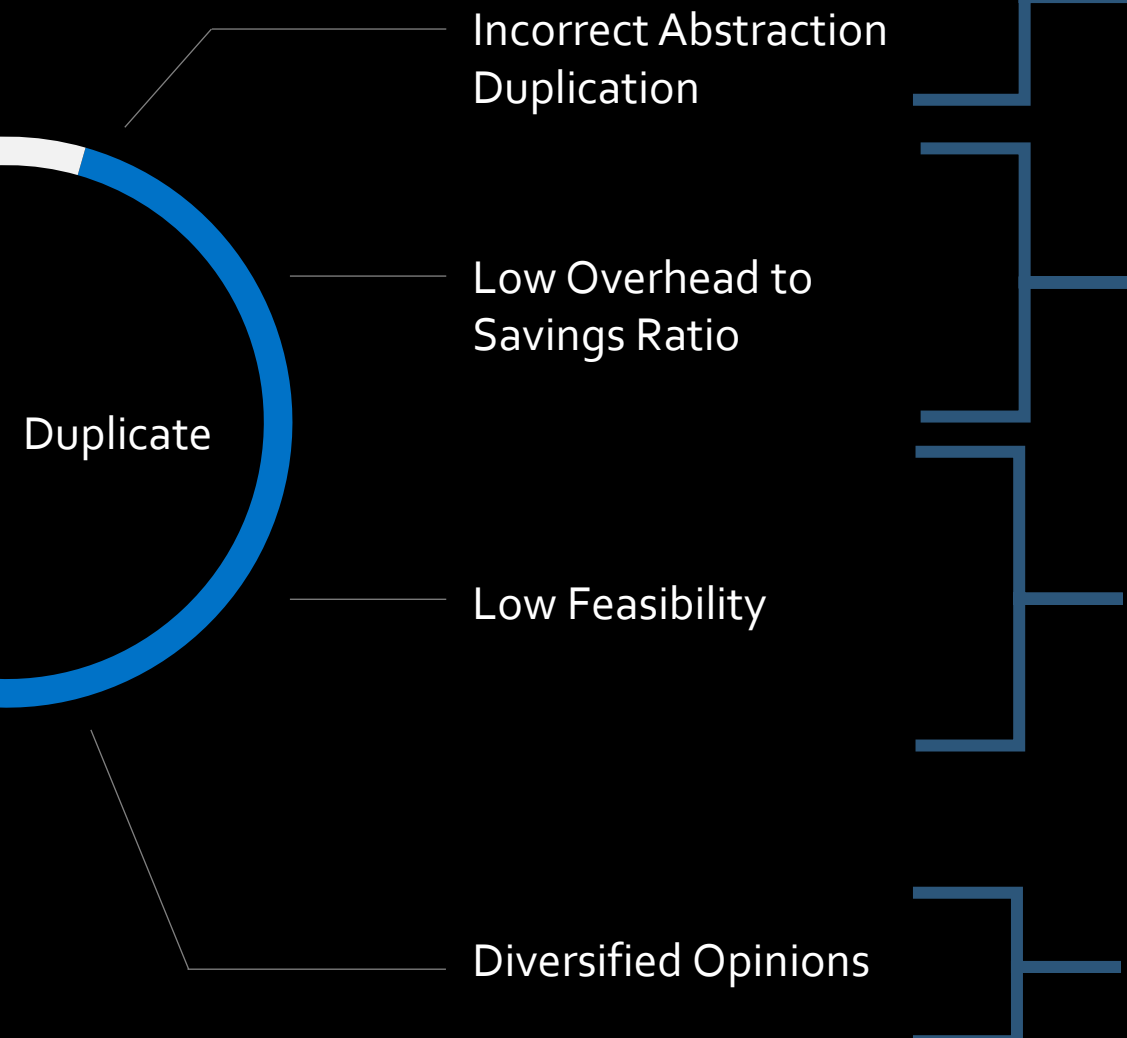 Incorrect Abstraction
Duplication
Low Overhead to
Savings Ratio
Duplicate
Low Feasibility
Diversified Opinions